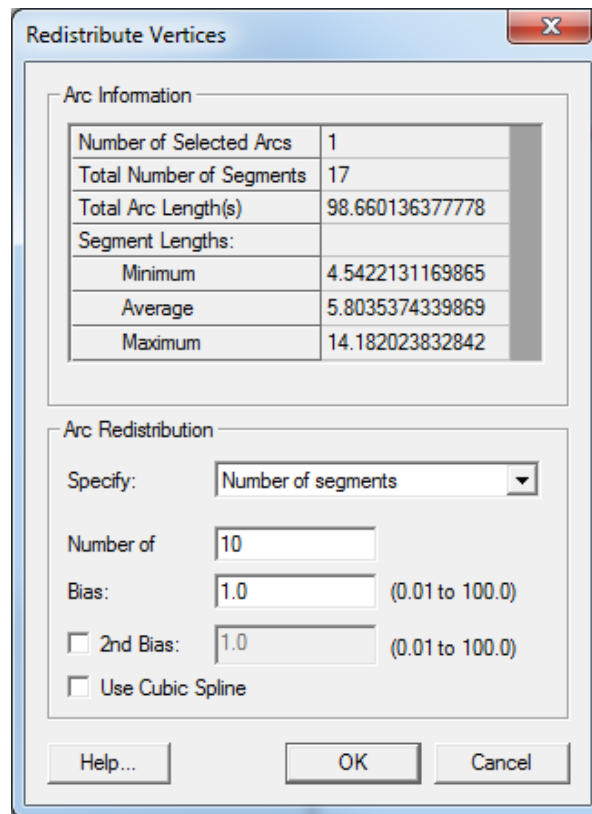 Redistribute Vertices
Arc Information
Number of Selected Arcs 1
Total Number of Segments 17
Total Arc Length(s) 98.660136377778
Segment Lengths:
Minimum 4.5422131169865
Average 5.8035374339869
Maximum 14.182023832842
Arc Redistribution
Specify: Number of segments
Number of 10
Bias: 1.0 (0.01 to 100.0)
2nd Bias: 1.0 (0.01 to 100.0)
Use Cubic Spline
Help... OK Cancel